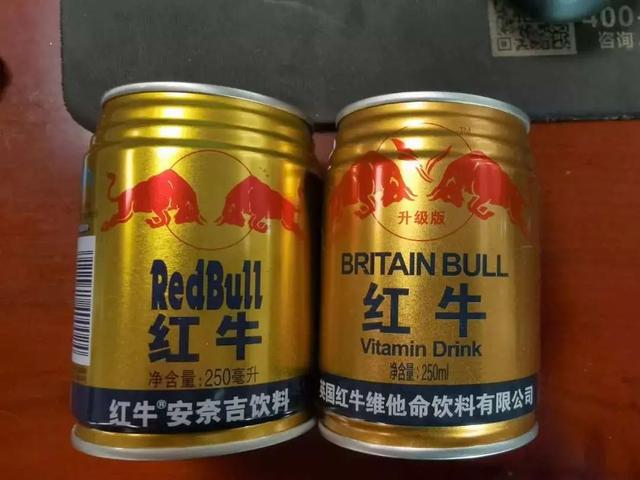 400
咨询
RedBull
红牛
净含量:250毫升
红牛®安奈吉饮料
TM
升级版
BRITAIN BULL
红牛
Vitamin Drink
净含量:250ml
英国红牛维他命饮料有限公司